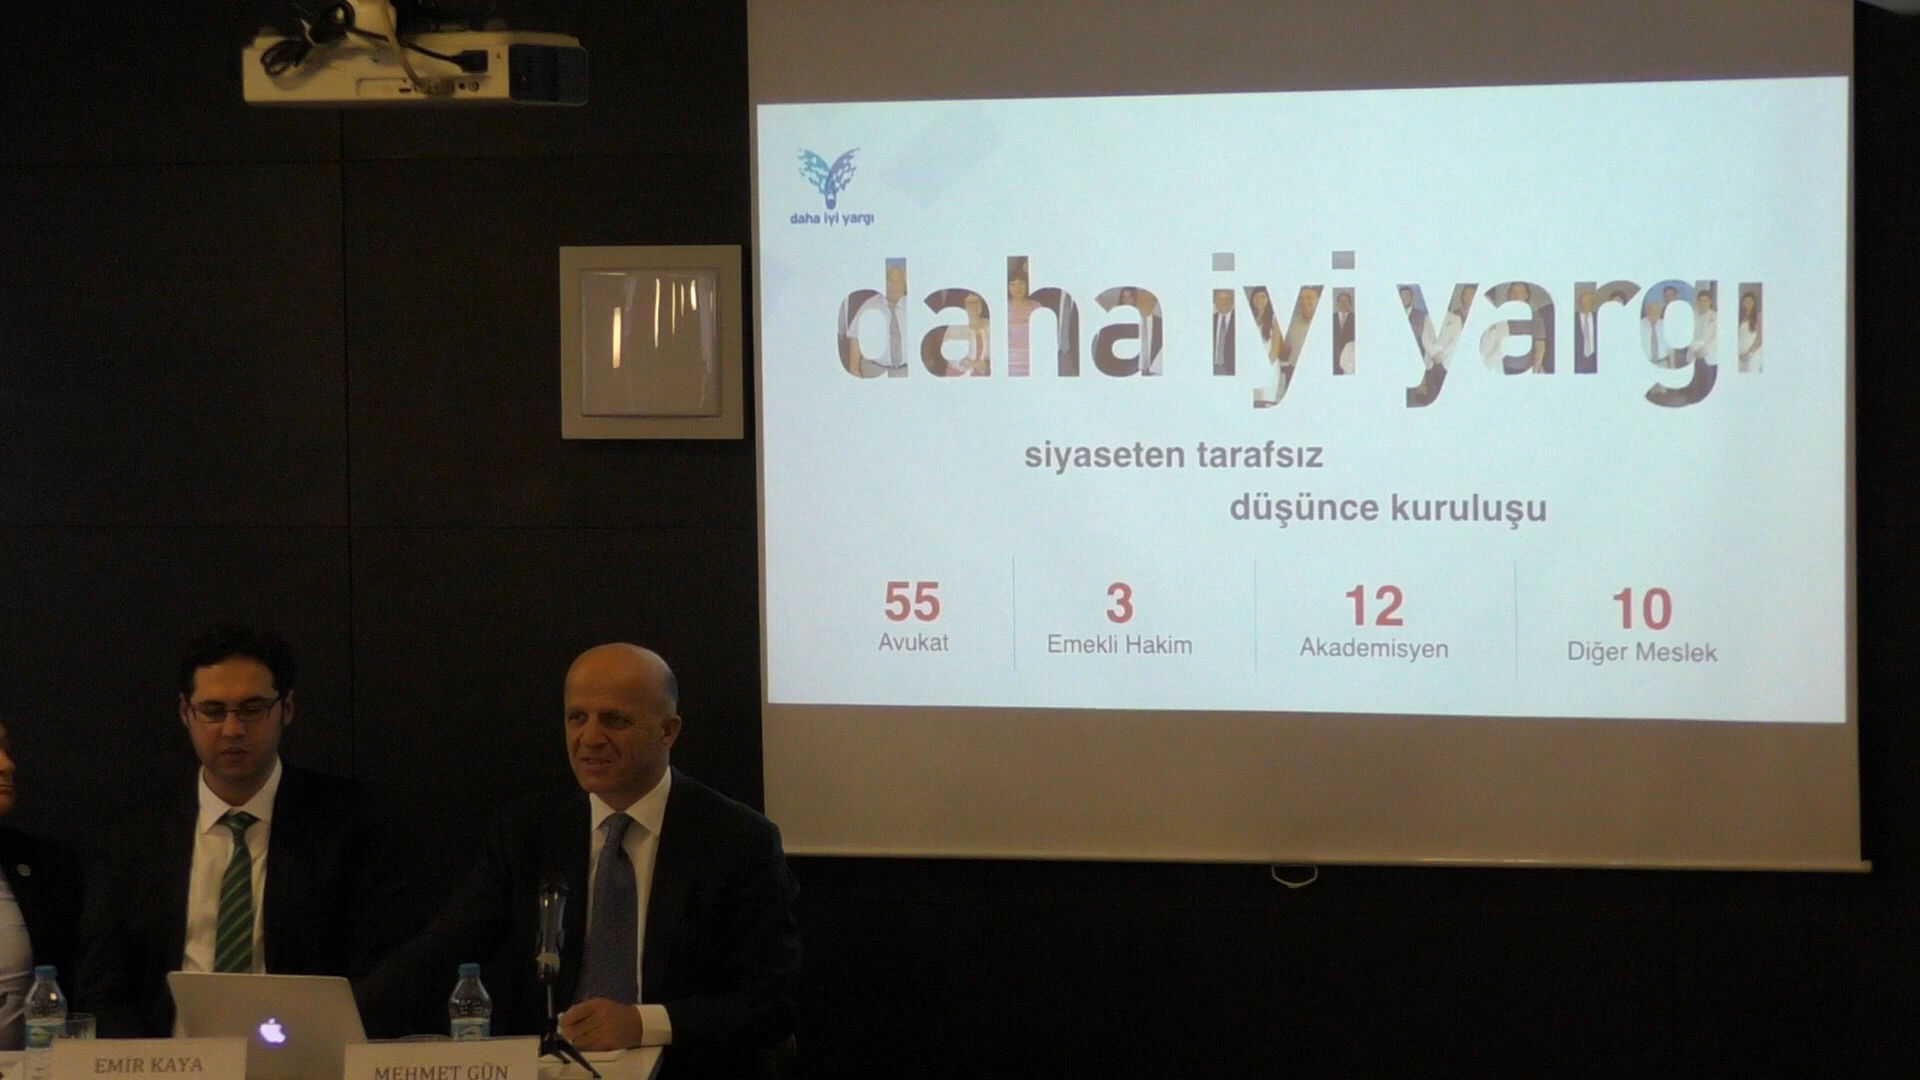 daha iyi yargı
daha iyi yargı
siyaseten tarafsız
düşünce kuruluşu
55
Avukat
3
Emekli Hakim
12
Akademisyen
10
Diğer Meslek
EMİR KAYA
MEHMET GÜN